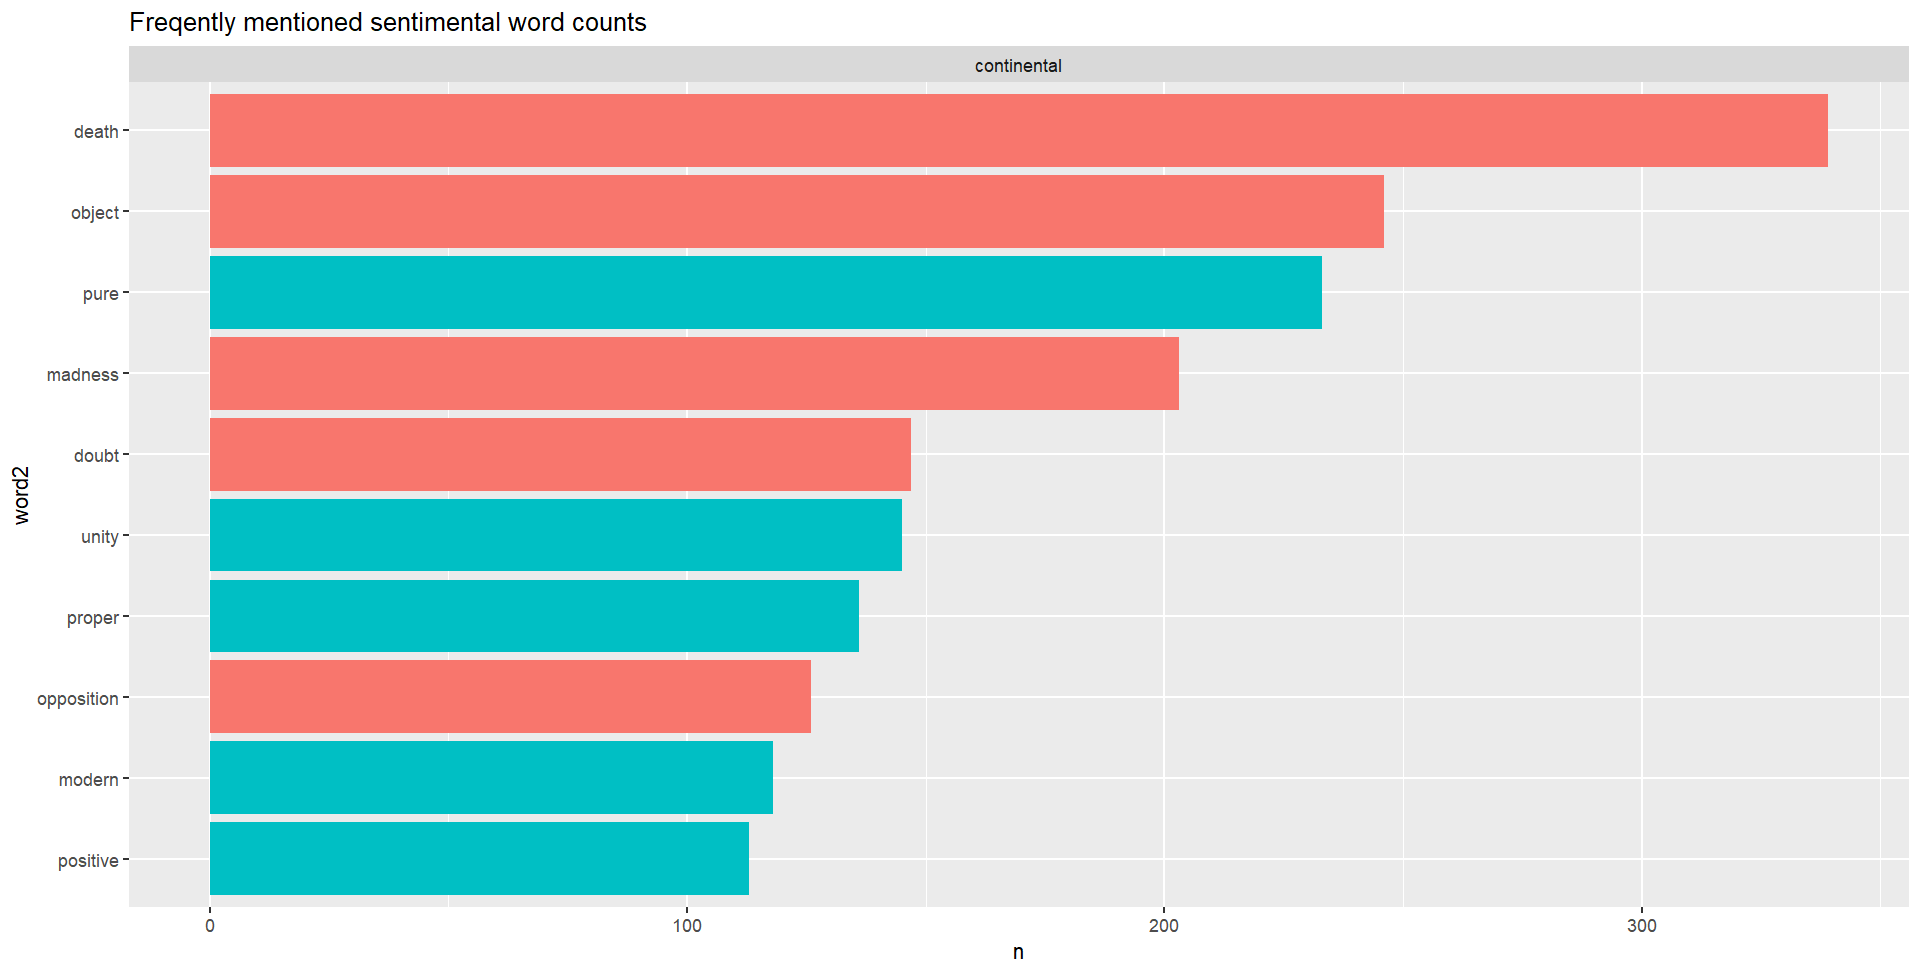 Freqently mentioned sentimental word counts
continental
death
object
pure
madness
doubt
unity
proper
opposition
modern
positive
word2
0 100 200 300
n